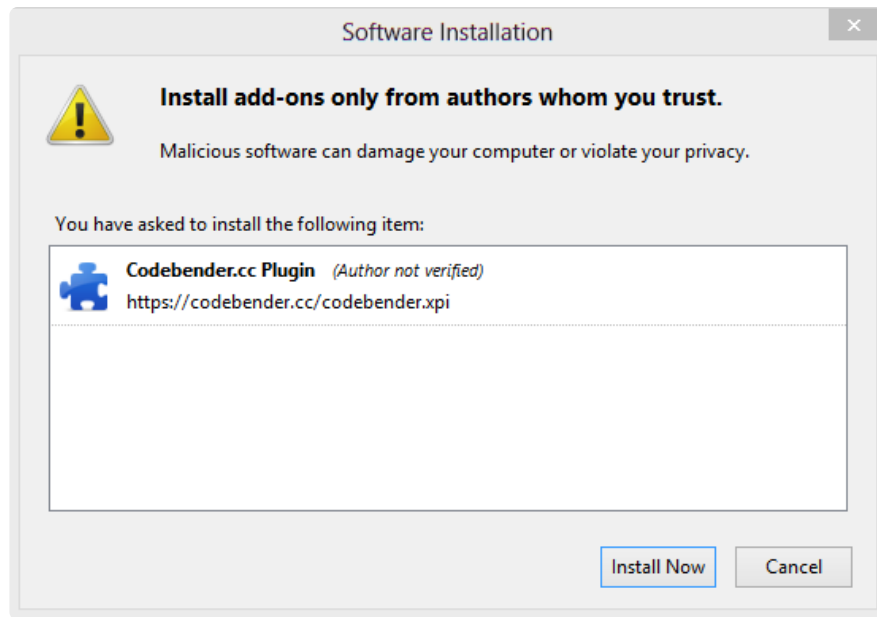 Software Installation
Install add-ons only from authors whom you trust.
Malicious software can damage your computer or violate your privacy.
You have asked to install the following item:
Codebender.cc Plugin (Author not verified)
https://codebender.cc/codebender.xpi
Install Now Cancel